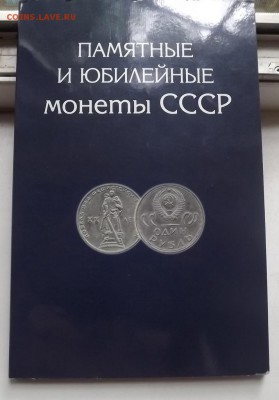 COINS.LAVE.RU
ПАМЯТНЫЕ
И ЮБИЛЕЙНЫЕ
монеты СССР
ОДИН
РУБЛЬ